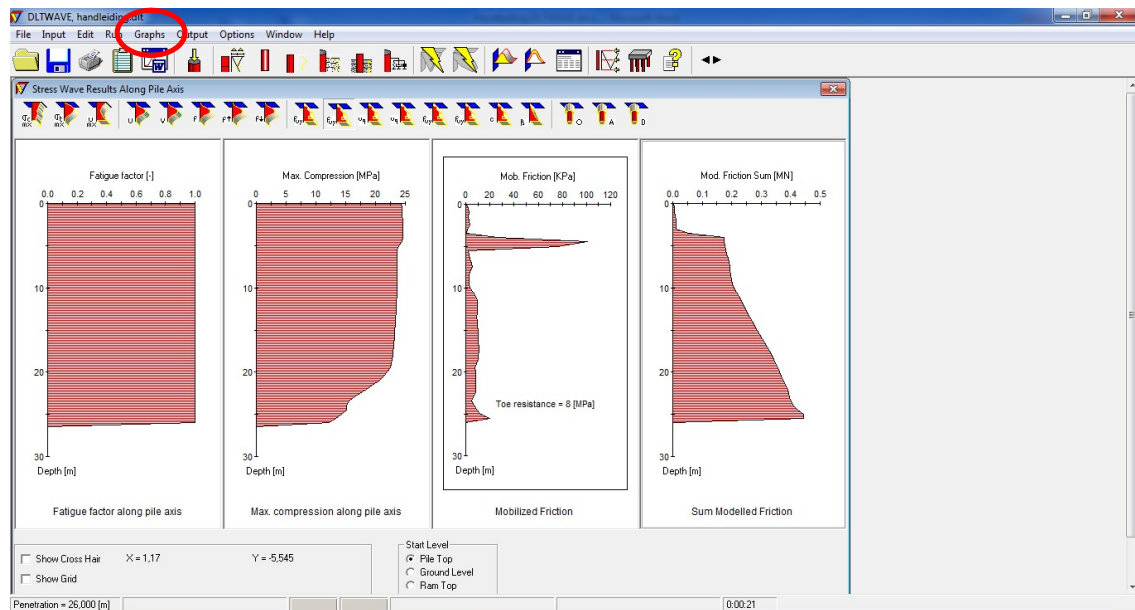 DLTWAVE, handleiding.dlt
File Input Edit Run Graphs Output Options Window Help
Stress Wave Results Along Pile Axis
Fatigue factor [-]
0.0 0.2 0.4 0.6 0.8 1.0
0
10
20
30
Depth [m]
Fatigue factor along pile axis
Max. Compression [MPa]
0 5 10 15 20 25
0
10
20
30
Depth [m]
Max. compression along pile axis
Mob. Friction [KPa]
0 20 40 60 80 100 120
0
10
20
Toe resistance = 8 [MPa]
30
Depth [m]
Mobilized Friction
Mod. Friction Sum [MN]
0.0 0.1 0.2 0.3 0.4 0.5
0
10
20
30
Depth [m]
Sum Modelled Friction
Show Cross Hair X = 1,17 Y = -5,545
Show Grid
Start Level
Pile Top
Ground Level
Ram Top
Penetration = 26,000 [m] 0:00:21